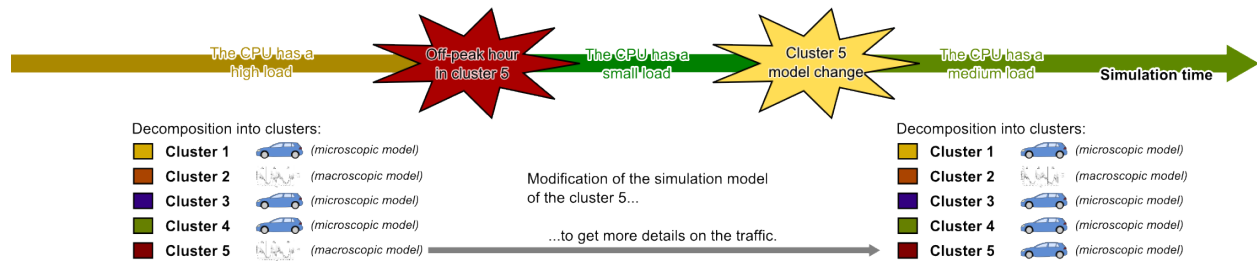 The CPU has a
high load
Off-peak hour
in cluster 5
The CPU has a
small load
Cluster 5
model change
The CPU has a
medium load
Simulation time
Decomposition into clusters:
Cluster 1 (microscopic model)
Cluster 2 (macroscopic model)
Cluster 3 (microscopic model)
Cluster 4 (microscopic model)
Cluster 5 (macroscopic model)
Modification of the simulation model
of the cluster 5...
...to get more details on the traffic.
Decomposition into clusters:
Cluster 1 (microscopic model)
Cluster 2 (macroscopic model)
Cluster 3 (microscopic model)
Cluster 4 (microscopic model)
Cluster 5 (microscopic model)